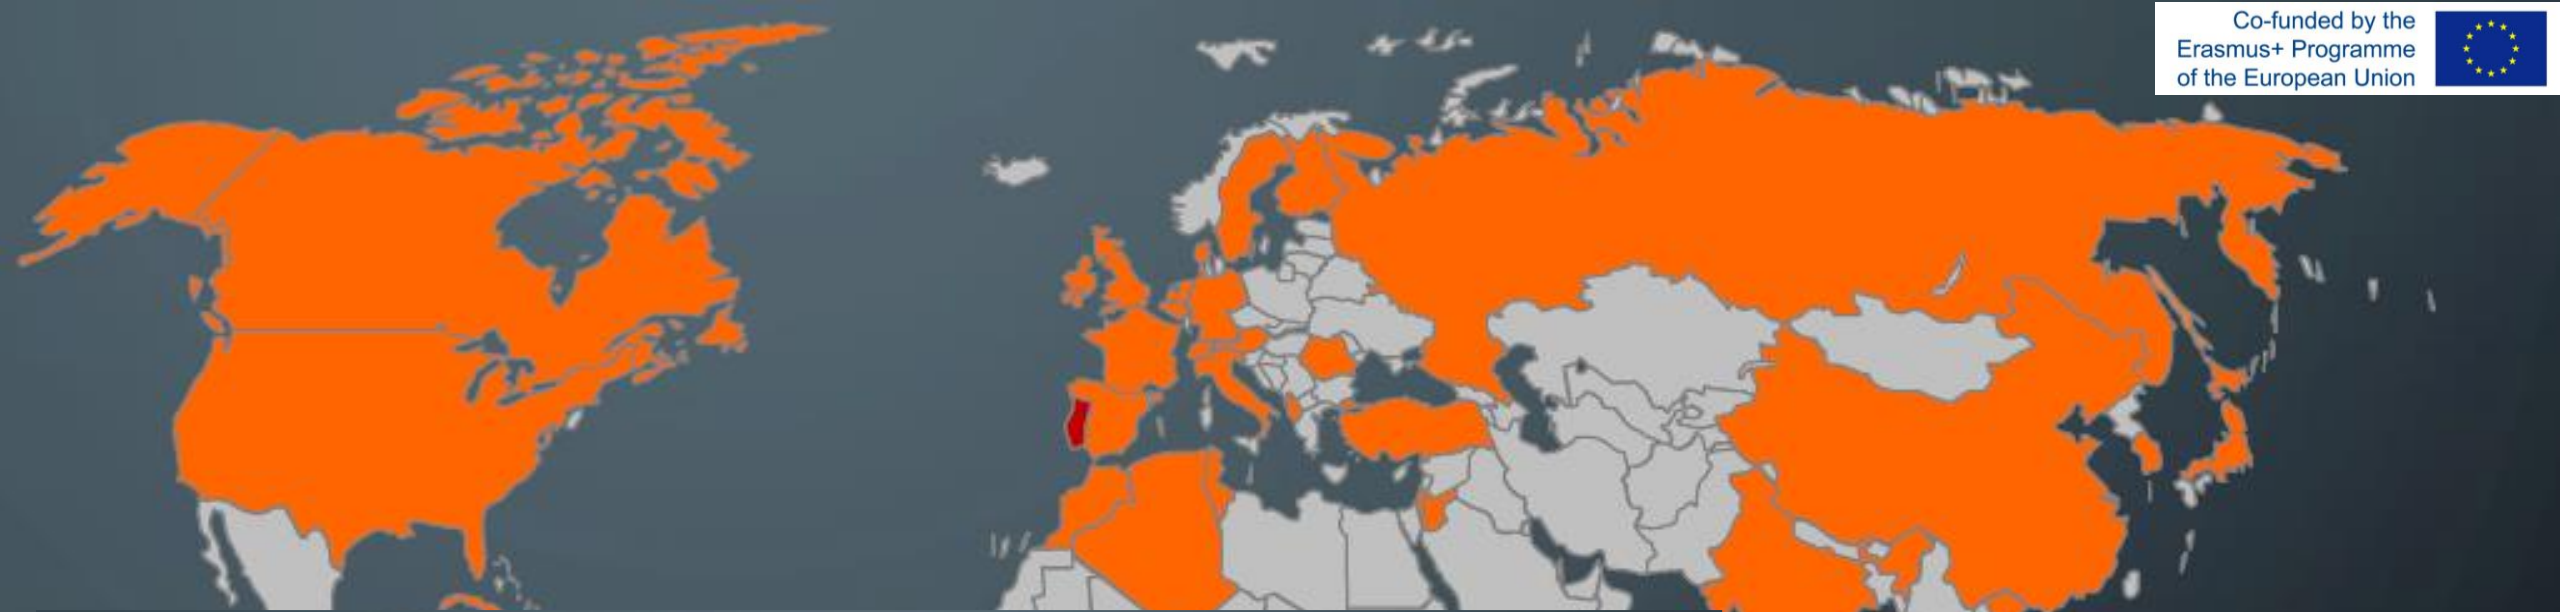 Co-funded by the
Erasmus+ Programme
of the European Union